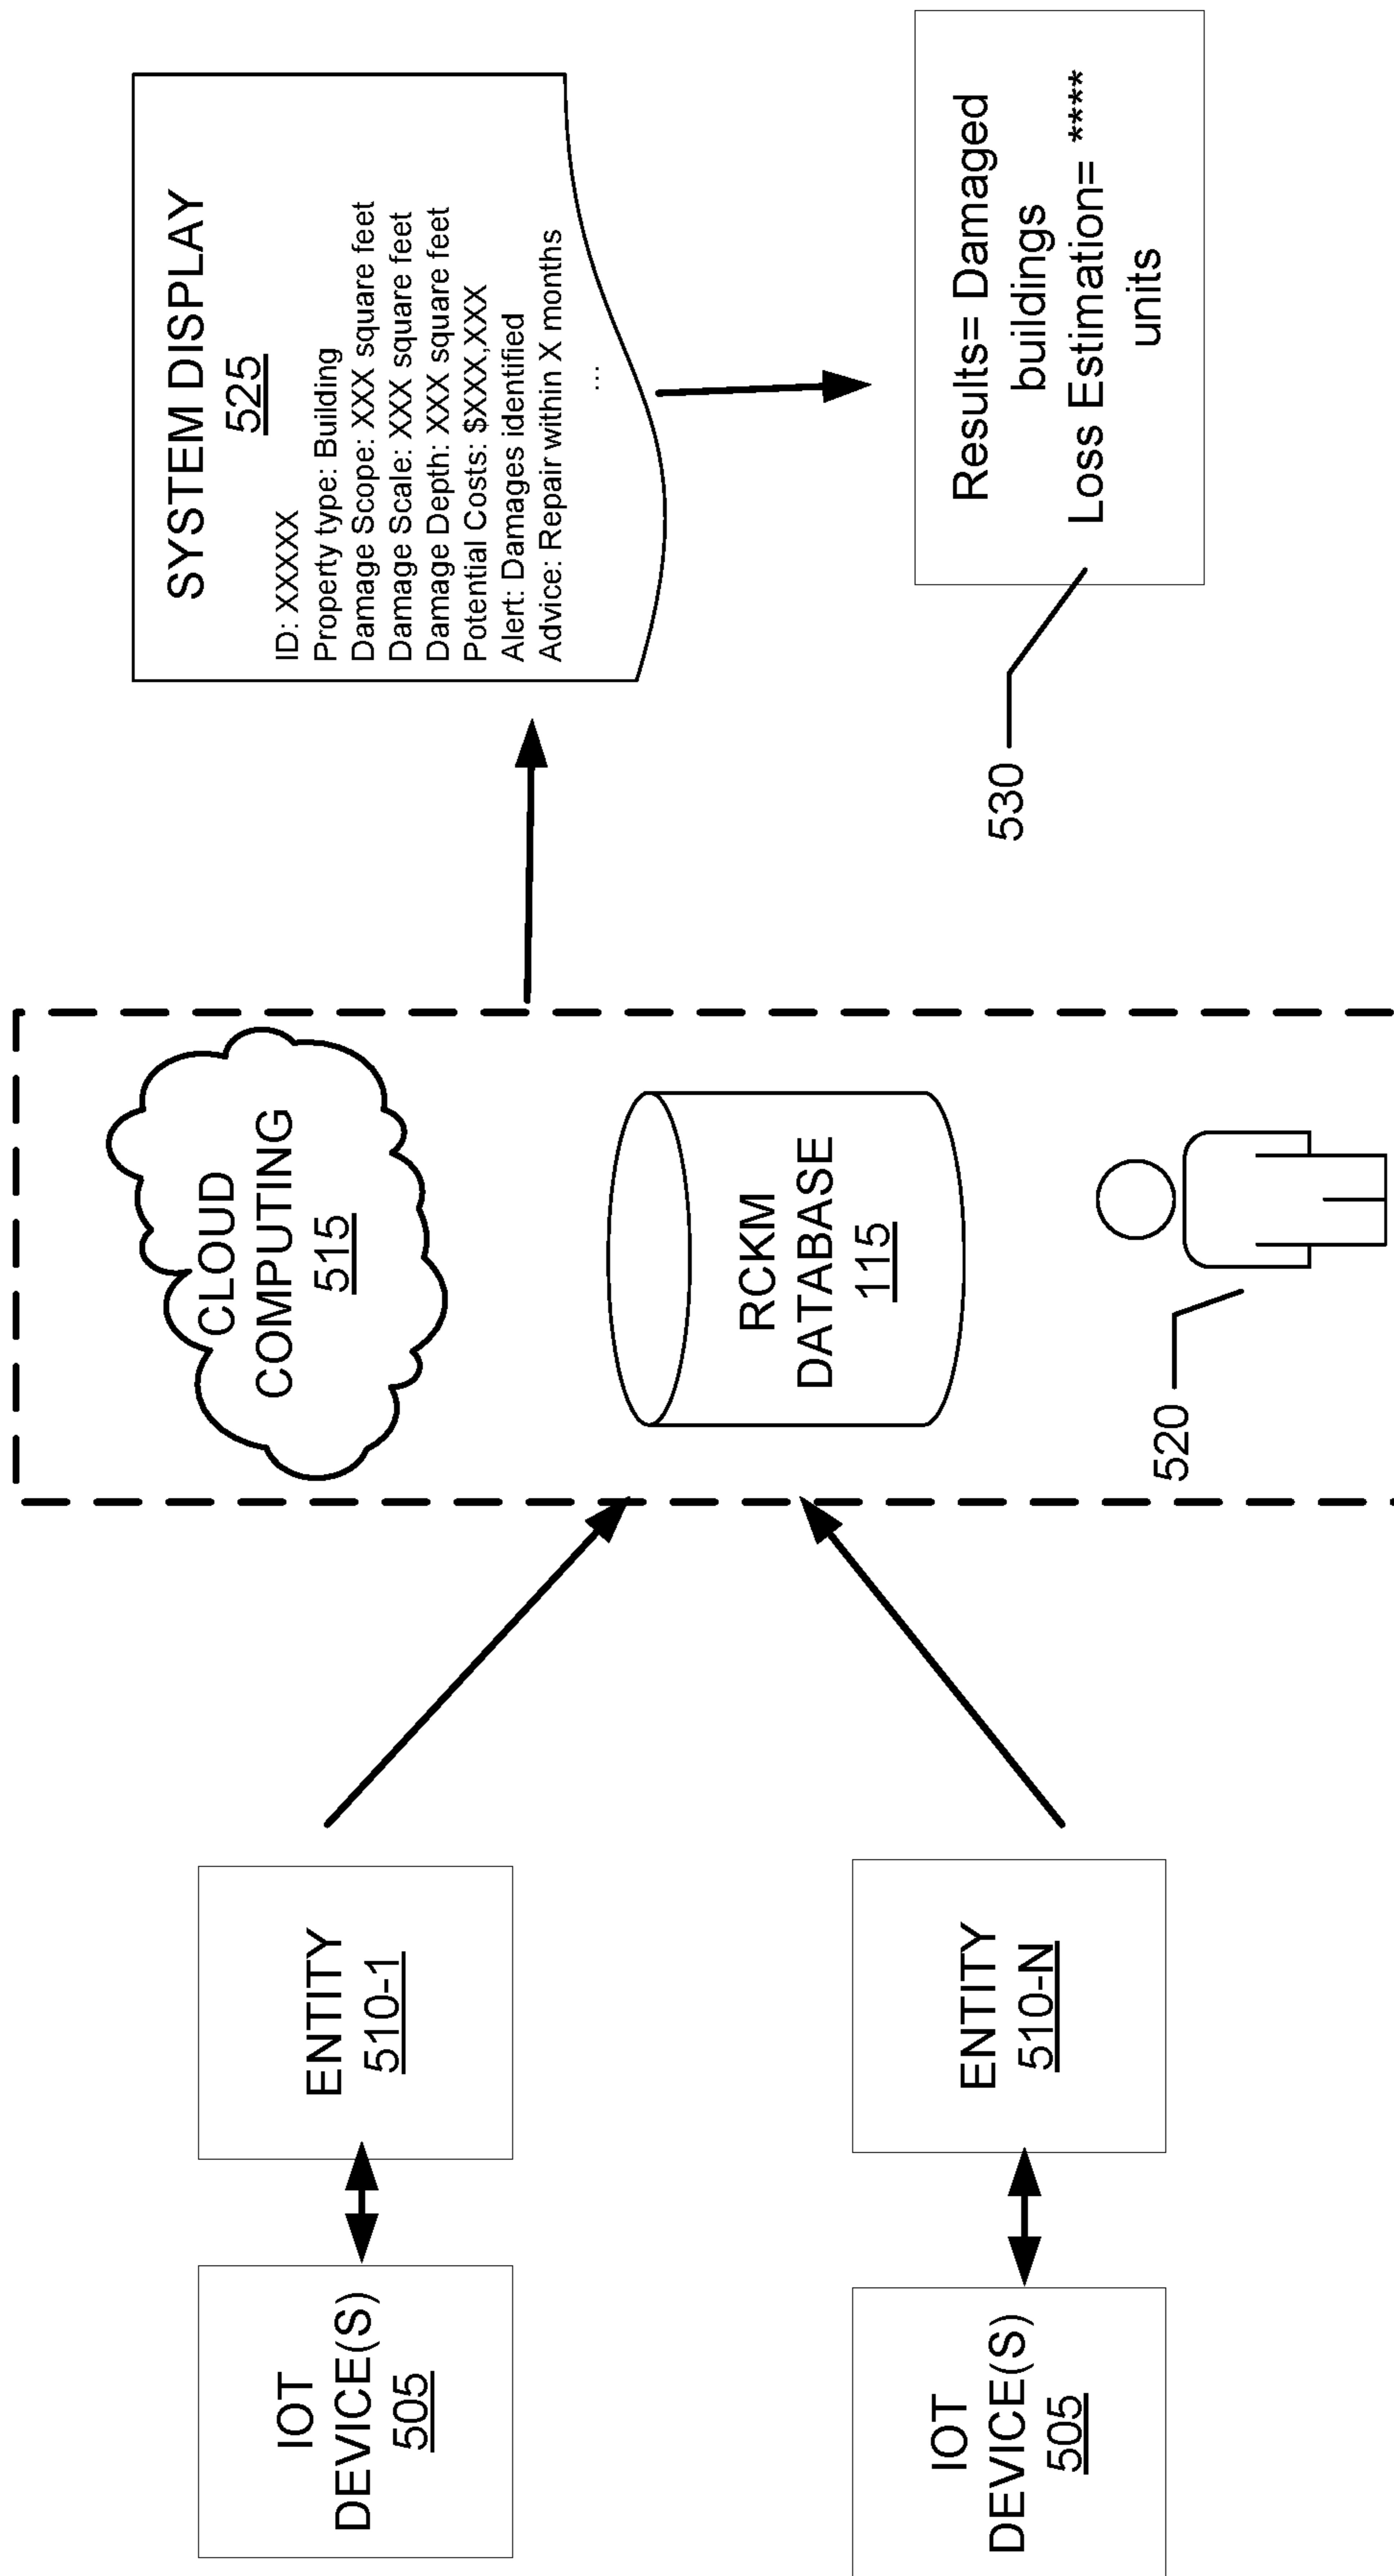 IOT
DEVICE(S)
505
ENTITY
510-1
IOT
DEVICE(S)
505
ENTITY
510-N
CLOUD
COMPUTING
515
RCKM
DATABASE
115
520
SYSTEM DISPLAY
525
ID: XXXXX
Property type: Building
Damage Scope: XXX square feet
Damage Scale: XXX square feet
Damage Depth: XXX square feet
Potential Costs: $XXX,XXX
Alert: Damages identified
Advice: Repair within X months
...
530
Results= Damaged
buildings
Loss Estimation= ****
units